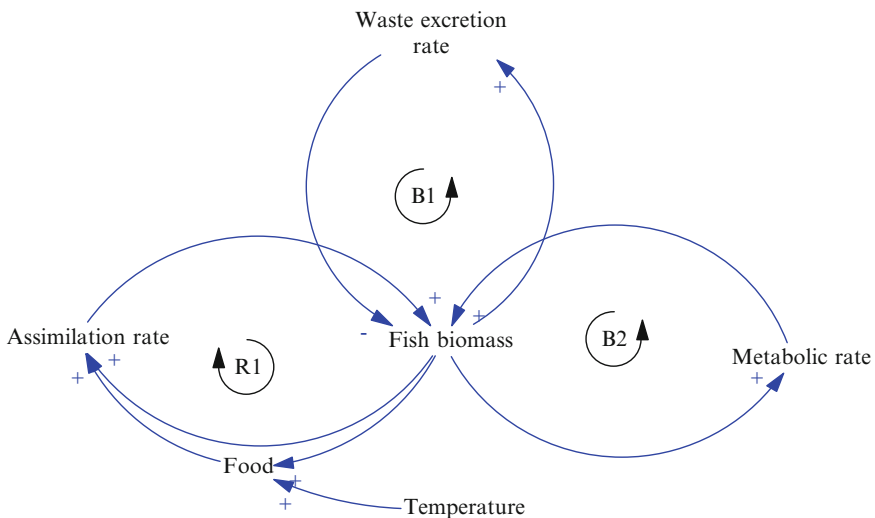 Waste excretion
rate
+
B1
+
+
-
Fish biomass
Assimilation rate
+
+
R1
B2
Metabolic rate
+
Food
+
+
Temperature